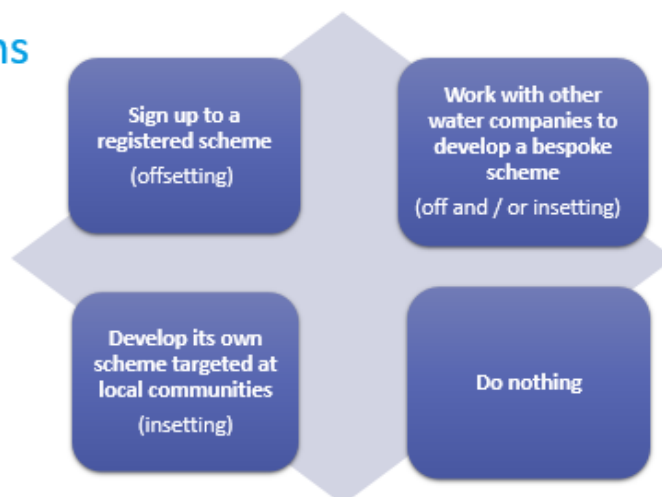 Sign up to a
registered scheme
(offsetting)
Work with other
water companies to
develop a bespoke
scheme
(off and / or insetting)
Develop its own
scheme targeted at
local communities
(insetting)
Do nothing